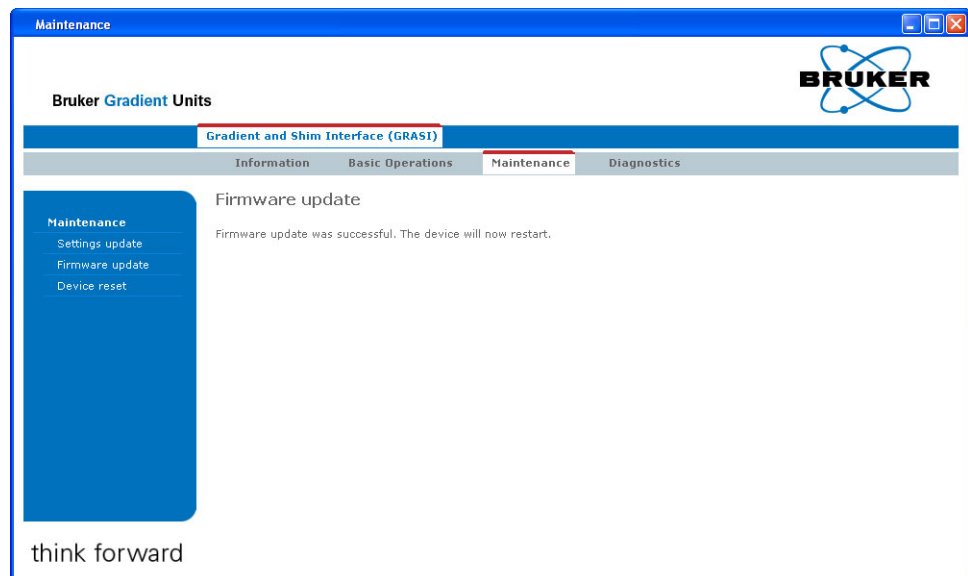 Maintenance
BRUKER
Bruker Gradient Units
Gradient and Shim Interface (GRASI)
Information Basic Operations Maintenance Diagnostics
Maintenance
Settings update
Firmware update
Device reset
Firmware update
Firmware update was successful. The device will now restart.
think forward